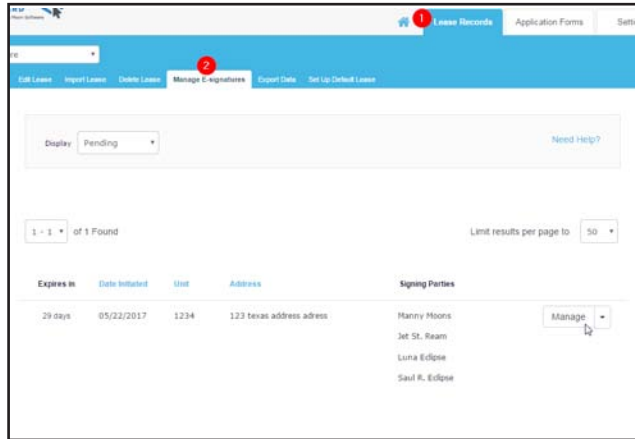 1 Lease Records Application Forms
2
Edit Lease Import Lease Delete Lease Manage E-signatures Export Data Set Up Default Lease
Display Pending Need Help?
1 - 1 of 1 Found Limit results per page to 50
Expires in Date Initiated Unit Address Signing Parties
29 days 05/22/2017 1234 123 texas address adress Manny Moons Manage
Jet St. Ream
Luna Eclipse
Saul R. Eclipse